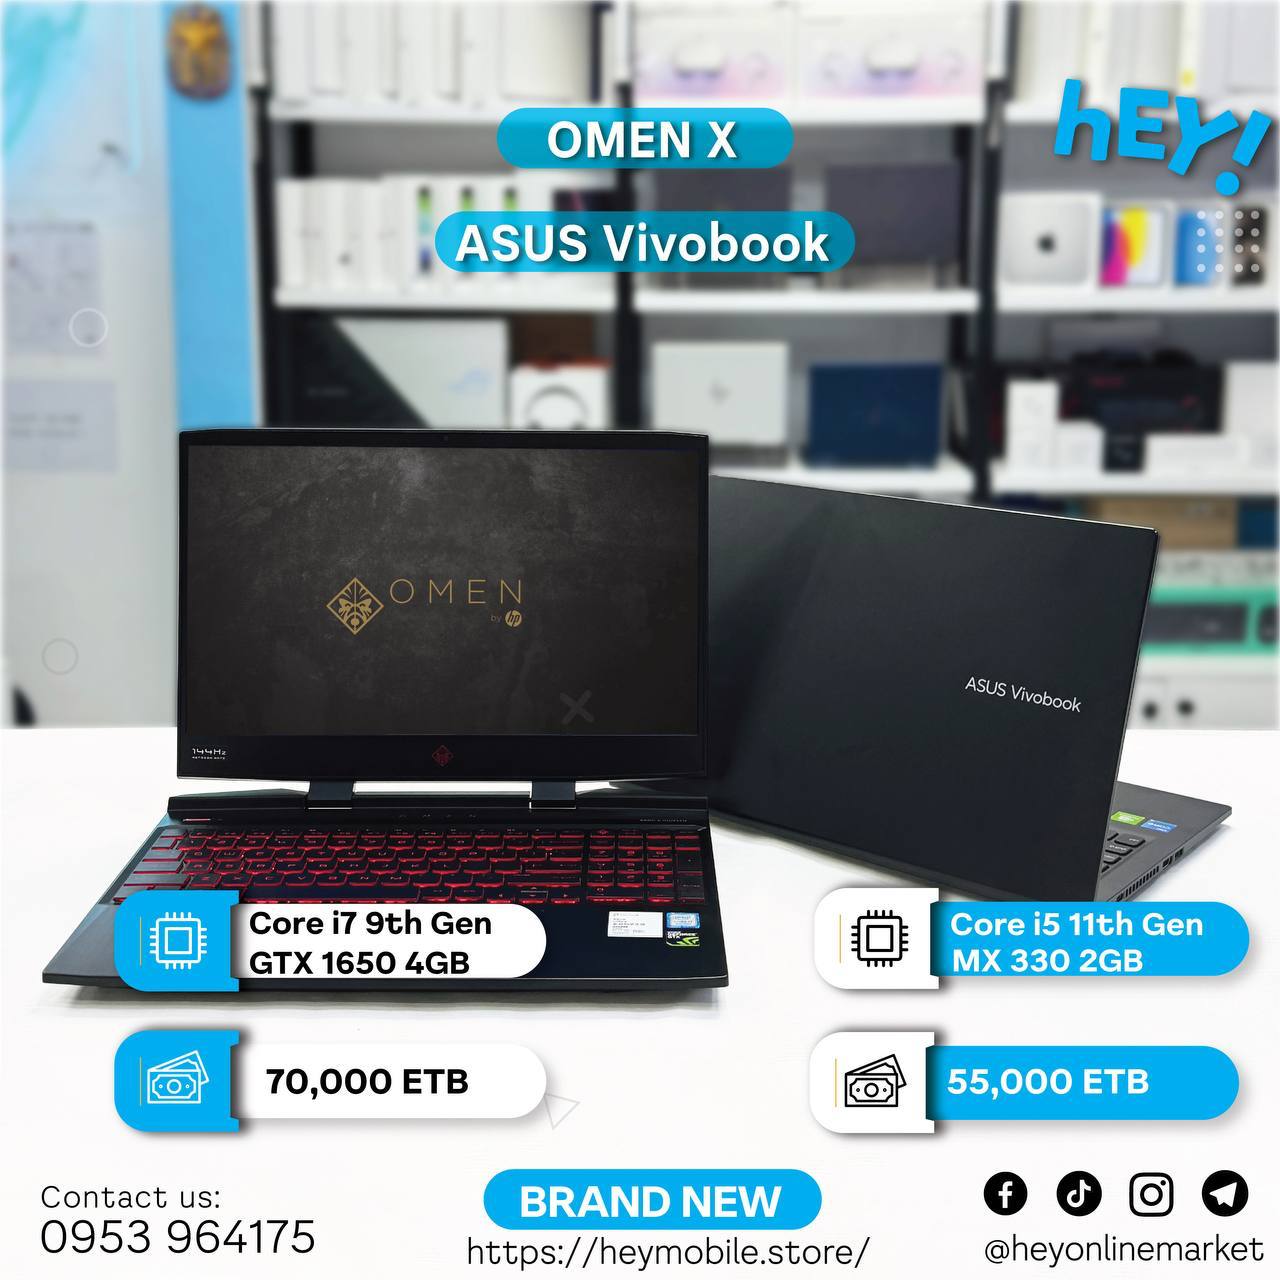 hEY!
OMEN X
ASUS Vivobook
OMEN
by hp
ASUS Vivobook
144Hz
Core i7 9th Gen
GTX 1650 4GB
Core i5 11th Gen
MX 330 2GB
70,000 ETB
55,000 ETB
Contact us:
0953 964175
BRAND NEW
https://heymobile.store/
@heyonlinemarket